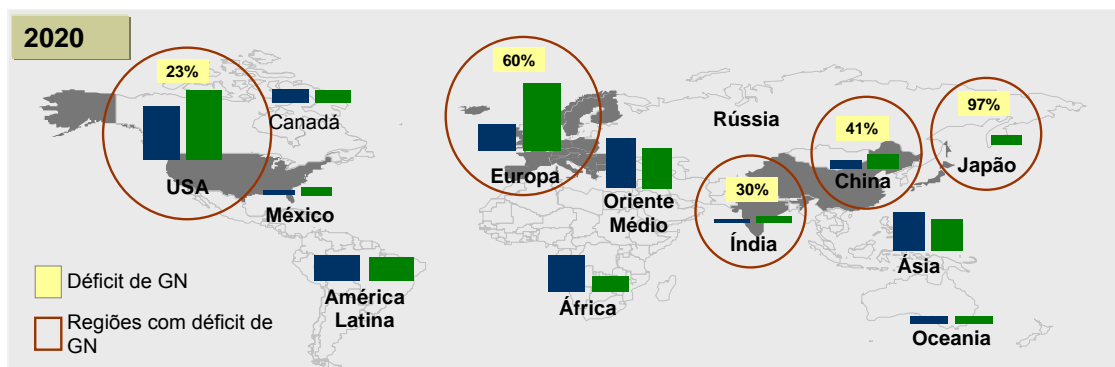 2020
23%
60%
97%
Canadá
Rússia
41%
Japão
USA
Europa
30%
China
México
Oriente
Médio
Índia
Ásia
Déficit de GN
América
Latina
África
Regiões com déficit de
GN
Oceania